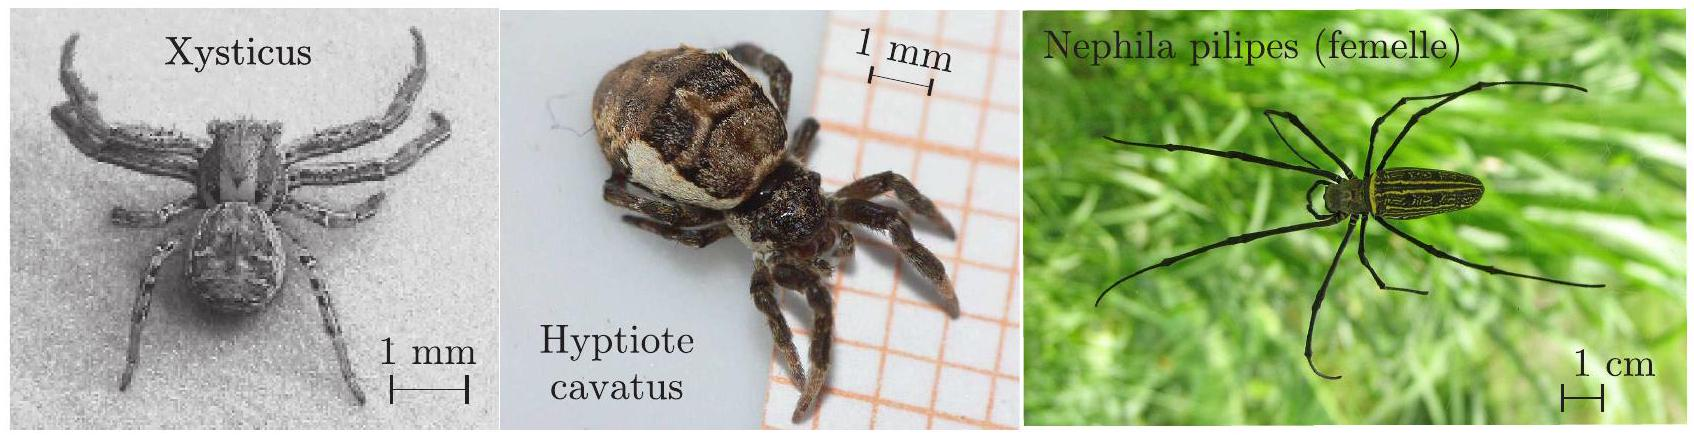 Xysticus
1 mm
1 mm
Hyptiote
cavatus
Nephila pilipes (femelle)
1 cm